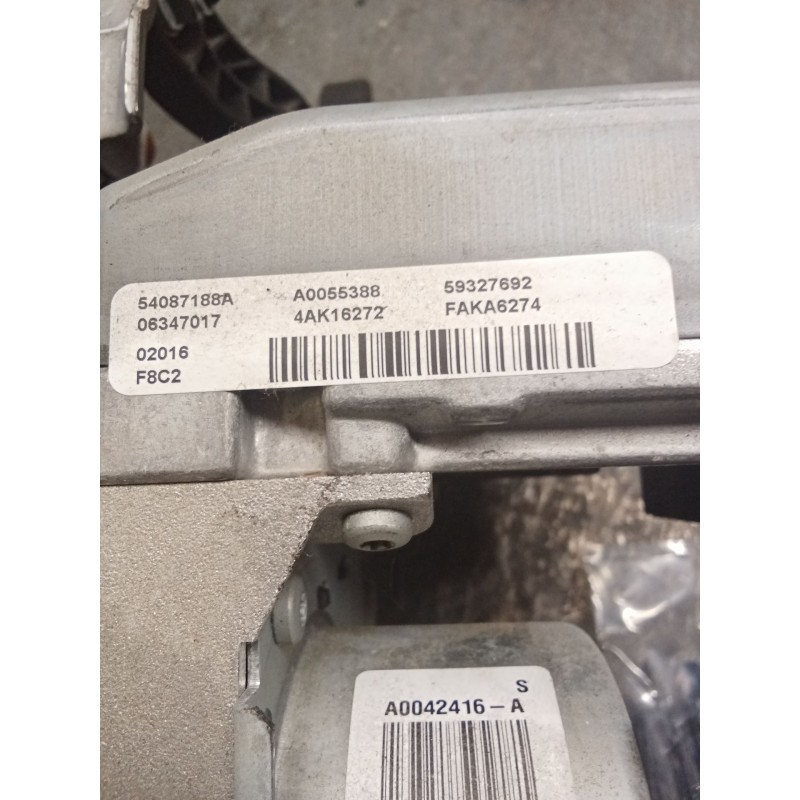 54087188A A0055388 59327692
06347017 4AK16272 FAKA6274
02016
F8C2
S
A0042416-A